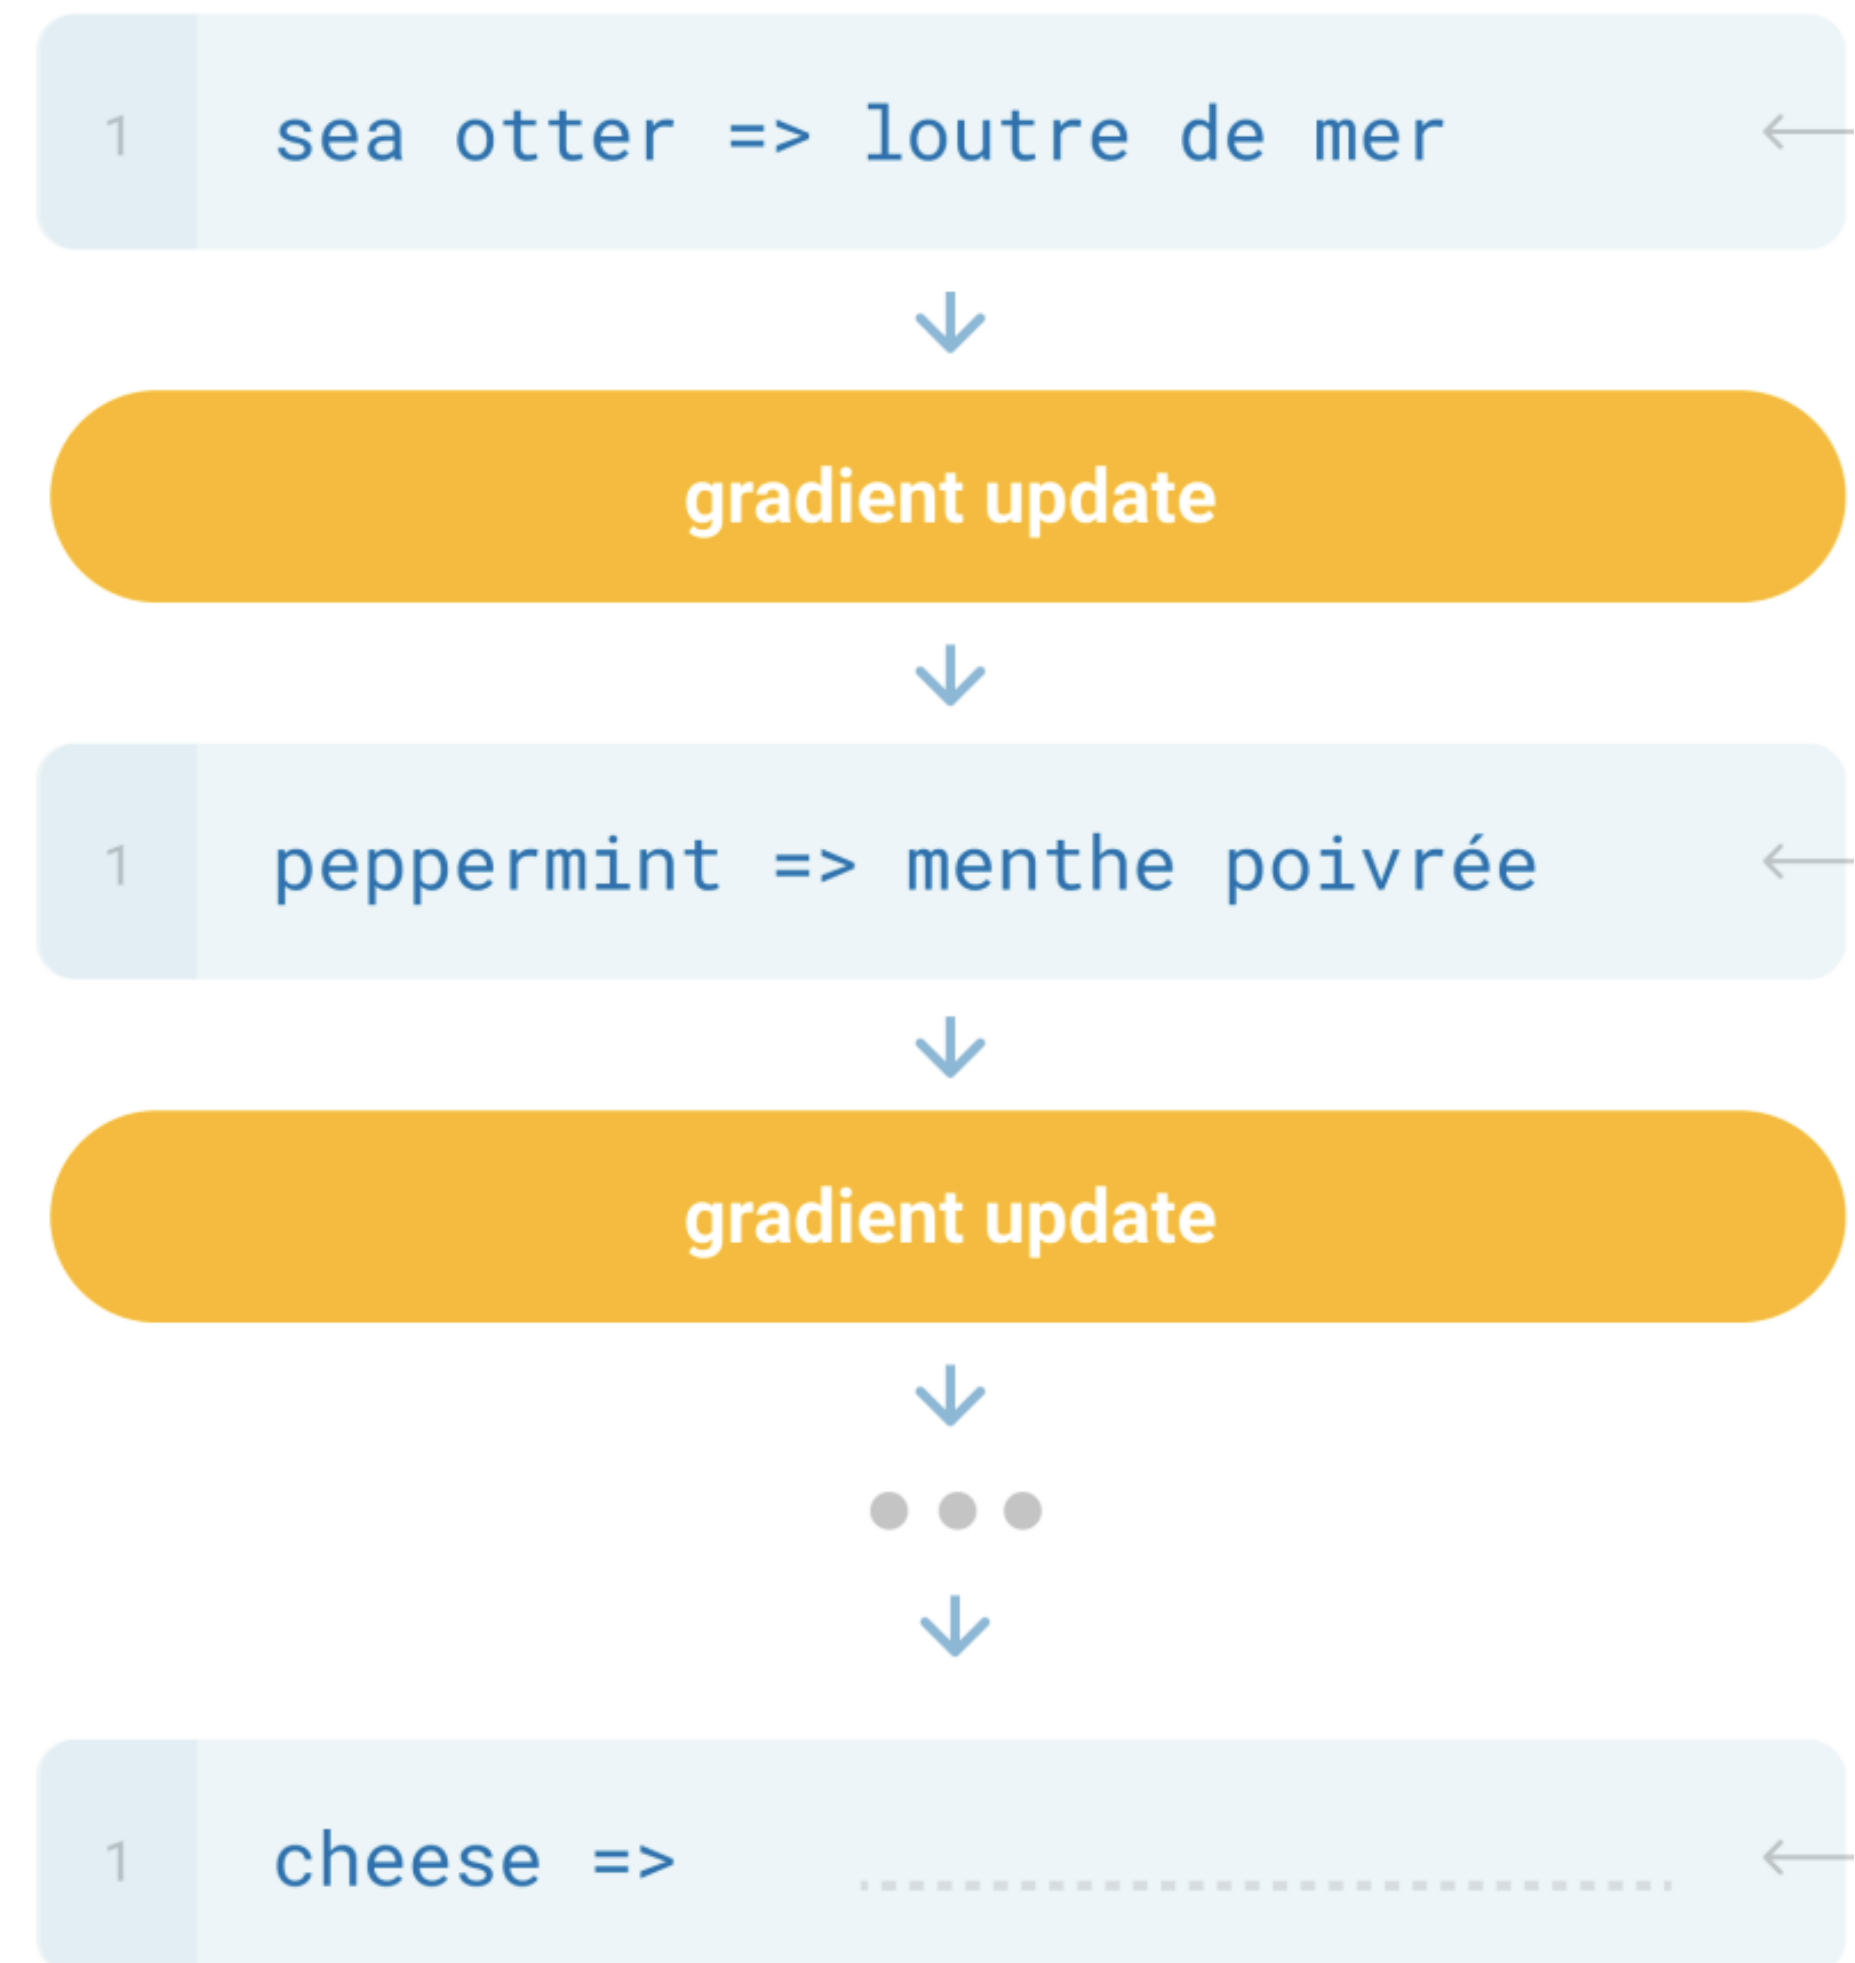 1 sea otter => loutre de mer
gradient update
1 peppermint => menthe poivrée
gradient update
1 cheese =>